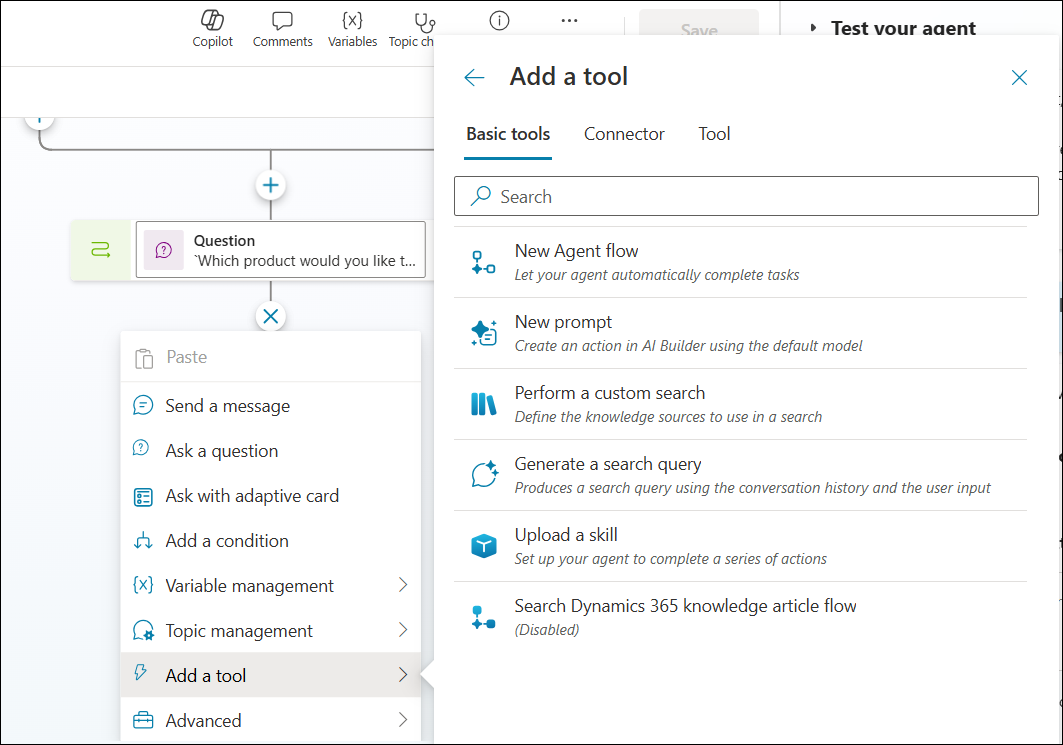 Copilot
Comments
Variables
Topic ch
...
Save
Test your agent
Add a tool
Basic tools
Connector
Tool
Search
New Agent flow
Let your agent automatically complete tasks
New prompt
Create an action in AI Builder using the default model
Perform a custom search
Define the knowledge sources to use in a search
Generate a search query
Produces a search query using the conversation history and the user input
Upload a skill
Set up your agent to complete a series of actions
Search Dynamics 365 knowledge article flow
(Disabled)
Question
`Which product would you like t...
Paste
Send a message
Ask a question
Ask with adaptive card
Add a condition
{x} Variable management
Topic management
Add a tool
Advanced